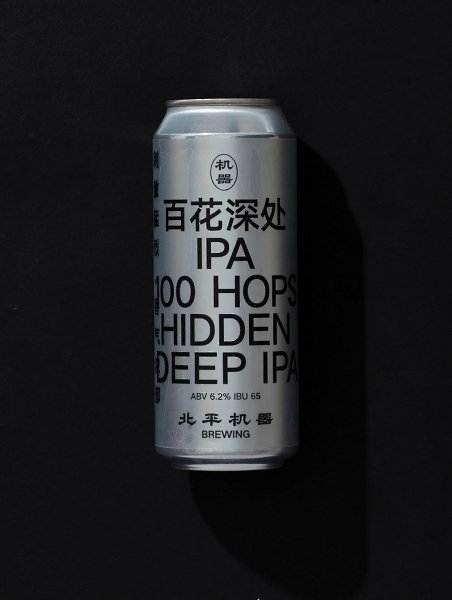 机
器
百花深处
IPA
100 HOPS
HIDDEN
DEEP IPA
ABV 6.2% IBU 65
北平机器
BREWING